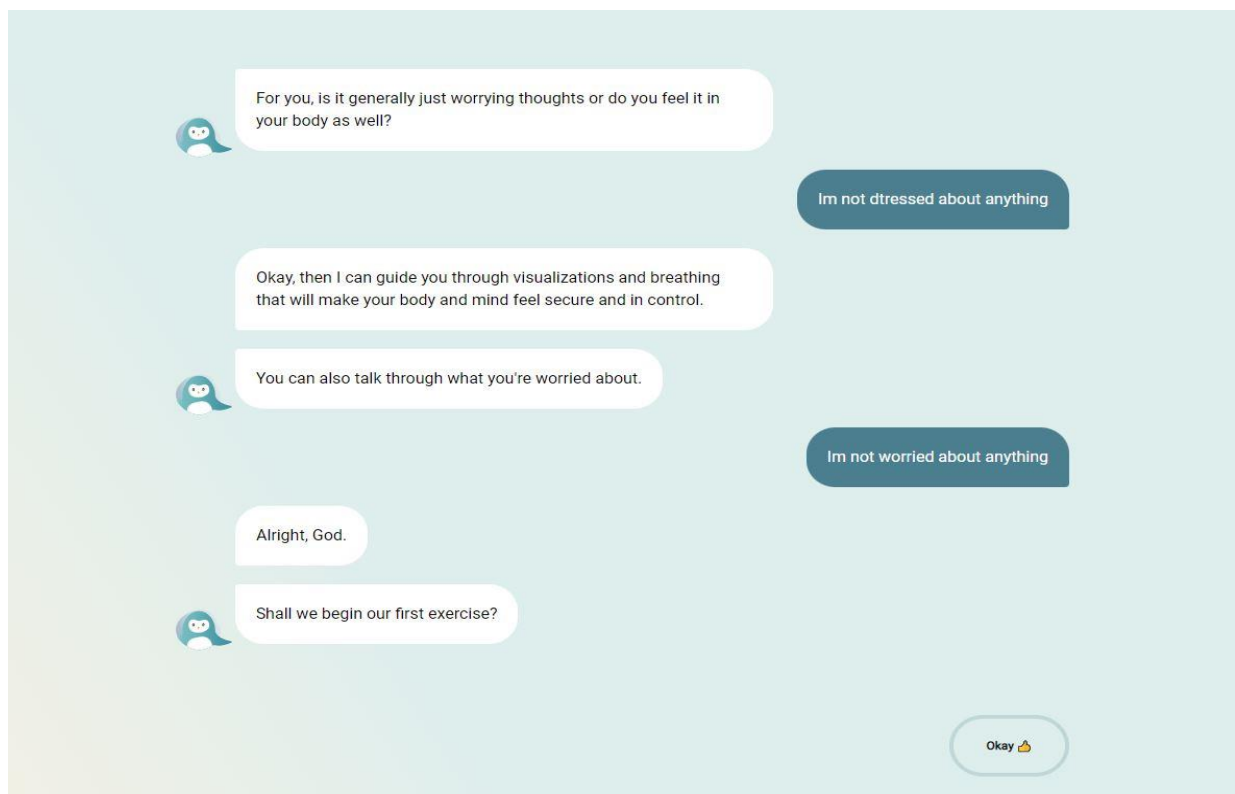 For you, is it generally just worrying thoughts or do you feel it in
your body as well?
Im not dtressed about anything
Okay, then I can guide you through visualizations and breathing
that will make your body and mind feel secure and in control.
You can also talk through what you're worried about.
Im not worried about anything
Alright, God.
Shall we begin our first exercise?
Okay 👍